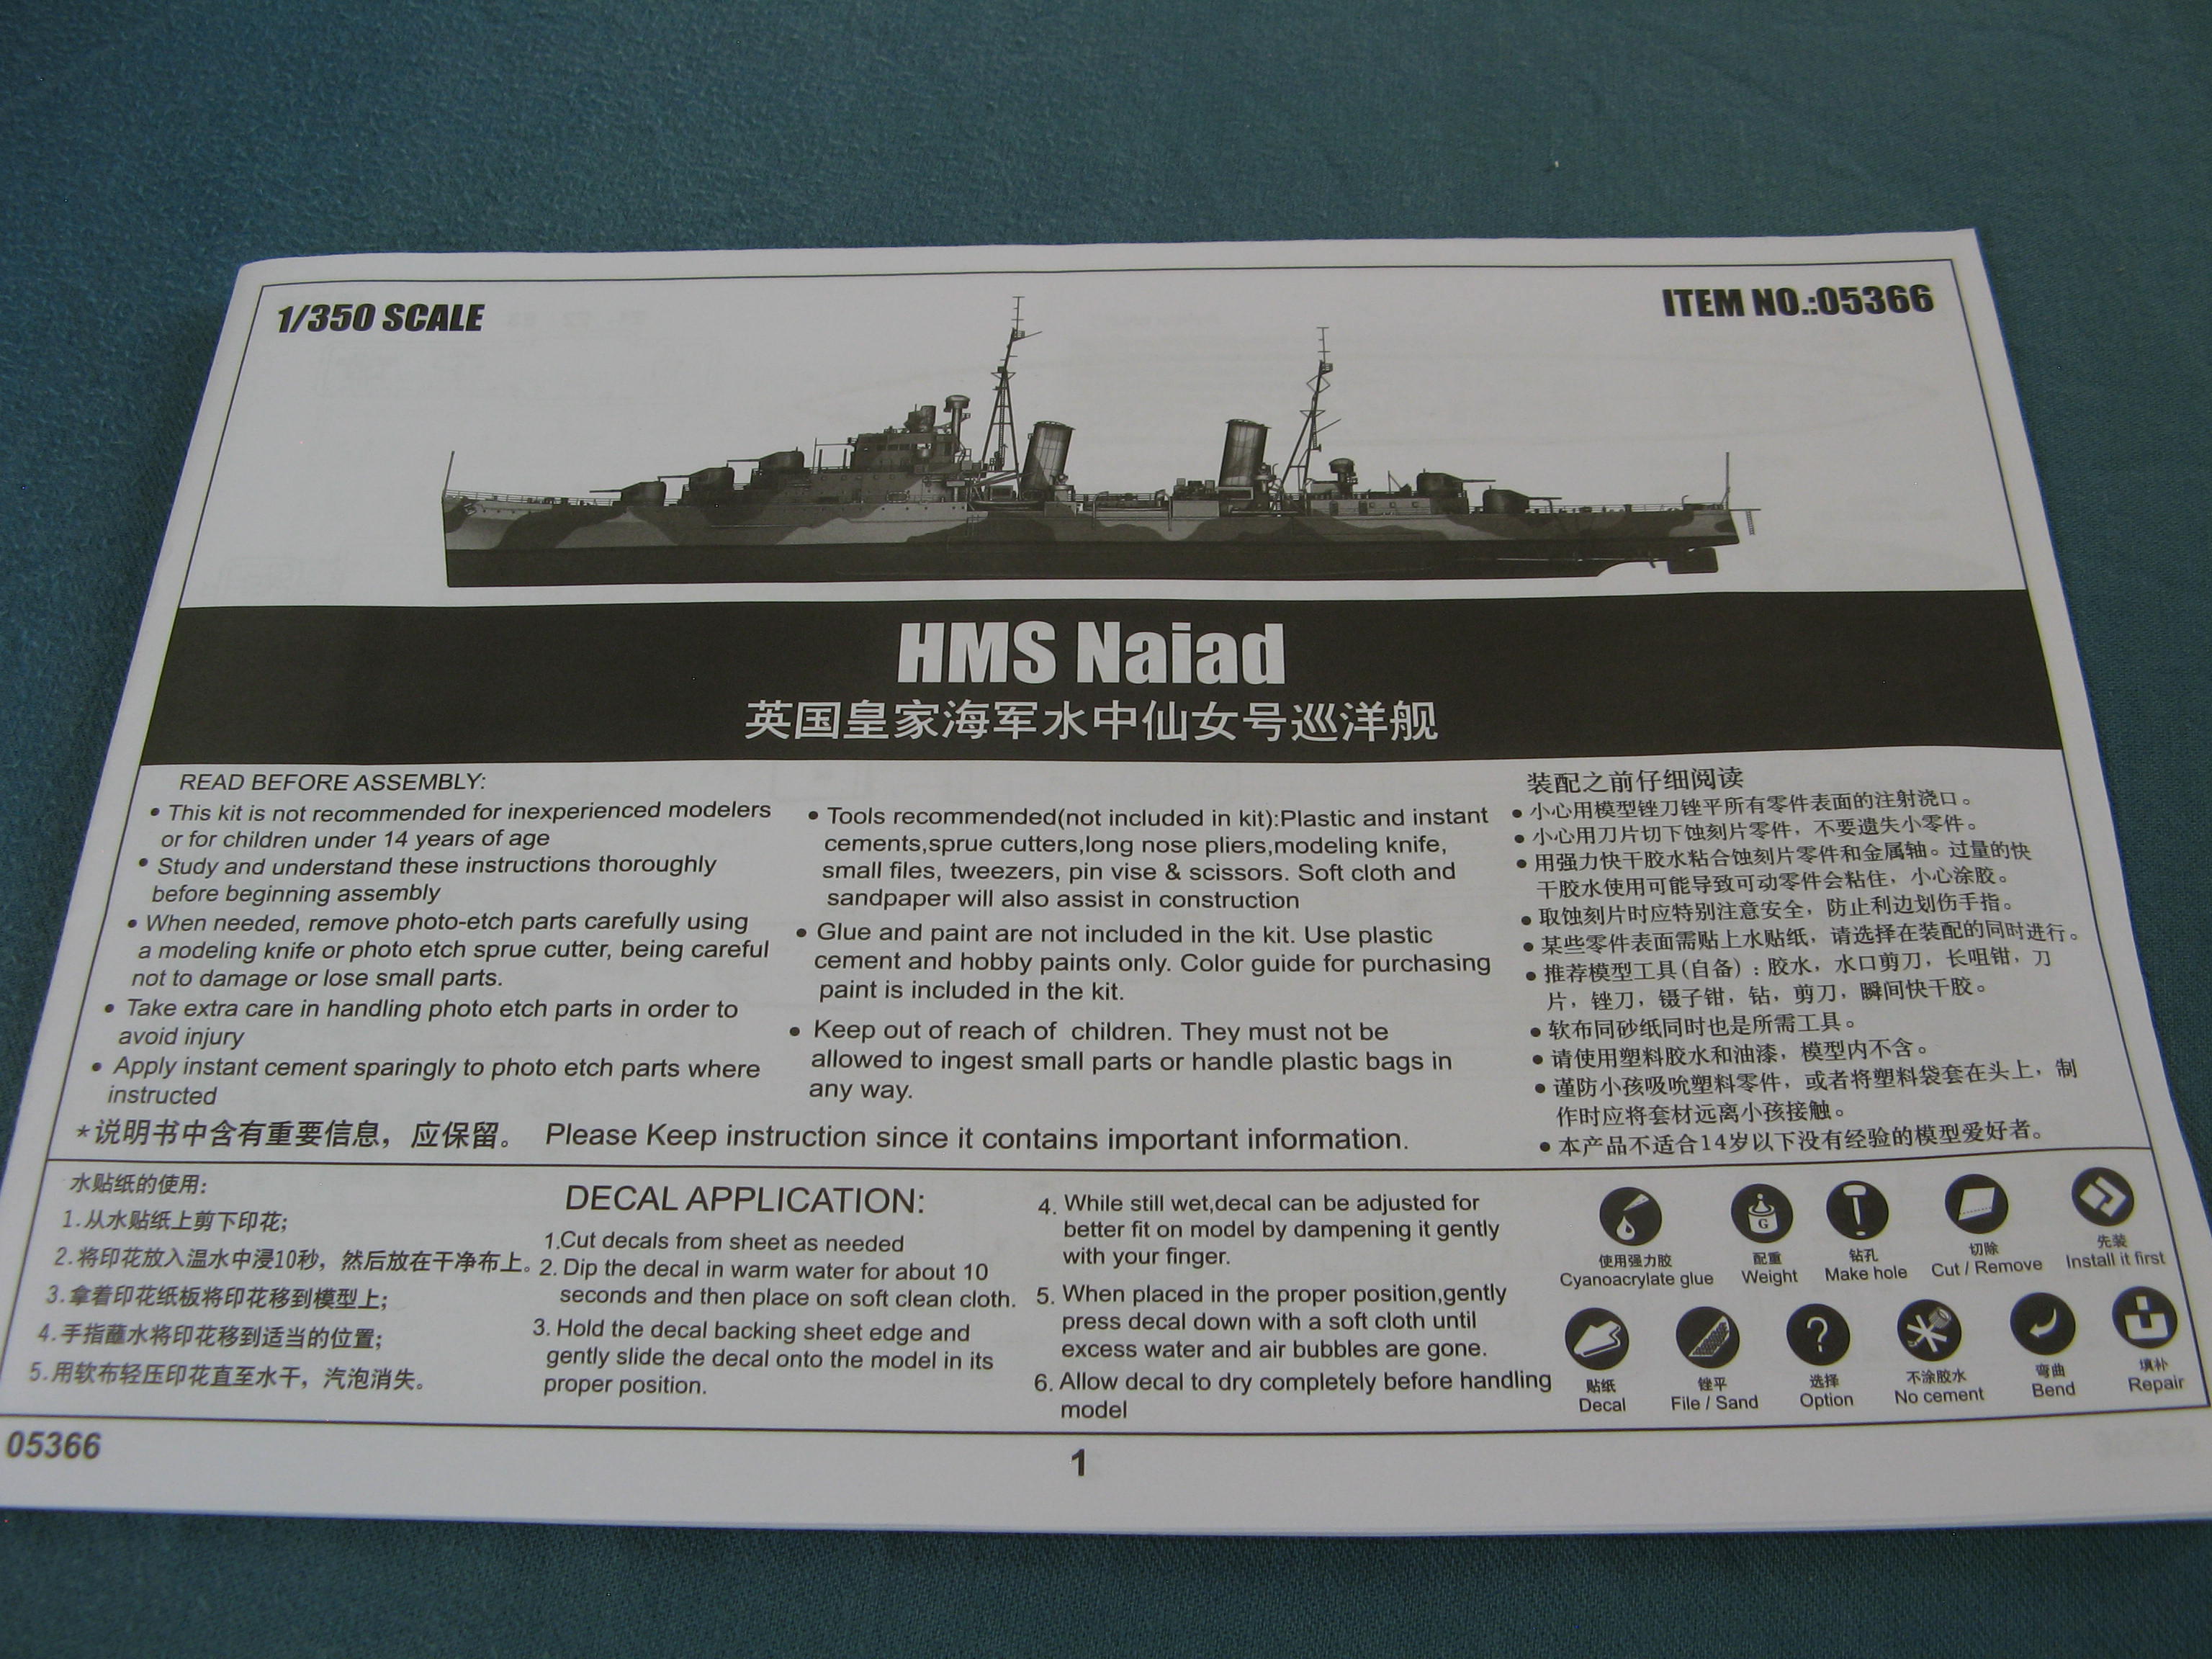 1/350 SCALE
ITEM NO.:05366
HMS Naiad
英国皇家海军水中仙女号巡洋舰
READ BEFORE ASSEMBLY:
• This kit is not recommended for inexperienced modelers
or for children under 14 years of age
• Study and understand these instructions thoroughly
before beginning assembly
• When needed, remove photo-etch parts carefully using
a modeling knife or photo etch sprue cutter, being careful
not to damage or lose small parts.
• Take extra care in handling photo etch parts in order to
avoid injury
• Apply instant cement sparingly to photo etch parts where
instructed
• Tools recommended(not included in kit):Plastic and instant
cements,sprue cutters,long nose pliers,modeling knife,
small files, tweezers, pin vise & scissors. Soft cloth and
sandpaper will also assist in construction
• Glue and paint are not included in the kit. Use plastic
cement and hobby paints only. Color guide for purchasing
paint is included in the kit.
• Keep out of reach of children. They must not be
allowed to ingest small parts or handle plastic bags in
any way.
装配之前仔细阅读
• 小心用模型锉刀锉平所有零件表面的注射浇口。
• 小心用刀片切下蚀刻片零件，不要遗失小零件。
• 用强力快干胶水粘合蚀刻片零件和金属轴。过量的快
干胶水使用可能导致可动零件会粘住，小心涂胶。
• 取蚀刻片时应特别注意安全，防止利边划伤手指。
• 某些零件表面需贴上水贴纸，请选择在装配的同时进行。
• 推荐模型工具(自备)：胶水，水口剪刀，长咀钳，刀
片，锉刀，镊子钳，钻，剪刀，瞬间快干胶。
• 软布同砂纸同时也是所需工具。
• 请使用塑料胶水和油漆，模型内不含。
• 谨防小孩吸吮塑料零件，或者将塑料袋套在头上，制
作时应将套材远离小孩接触。
• 本产品不适合14岁以下没有经验的模型爱好者。
*说明书中含有重要信息，应保留。 Please Keep instruction since it contains important information.
水贴纸的使用:
1.从水贴纸上剪下印花;
2.将印花放入温水中浸10秒，然后放在干净布上。
3.拿着印花纸板将印花移到模型上;
4.手指蘸水将印花移到适当的位置;
5.用软布轻压印花直至水干，汽泡消失。
DECAL APPLICATION:
1.Cut decals from sheet as needed
2. Dip the decal in warm water for about 10
seconds and then place on soft clean cloth.
3. Hold the decal backing sheet edge and
gently slide the decal onto the model in its
proper position.
4. While still wet,decal can be adjusted for
better fit on model by dampening it gently
with your finger.
5. When placed in the proper position,gently
press decal down with a soft cloth until
excess water and air bubbles are gone.
6. Allow decal to dry completely before handling
model
G
使用强力胶
Cyanoacrylate glue
配重
Weight
钻孔
Make hole
切除
Cut / Remove
先装
Install it first
?
贴纸
Decal
锉平
File / Sand
选择
Option
不涂胶水
No cement
弯曲
Bend
填补
Repair
05366
1